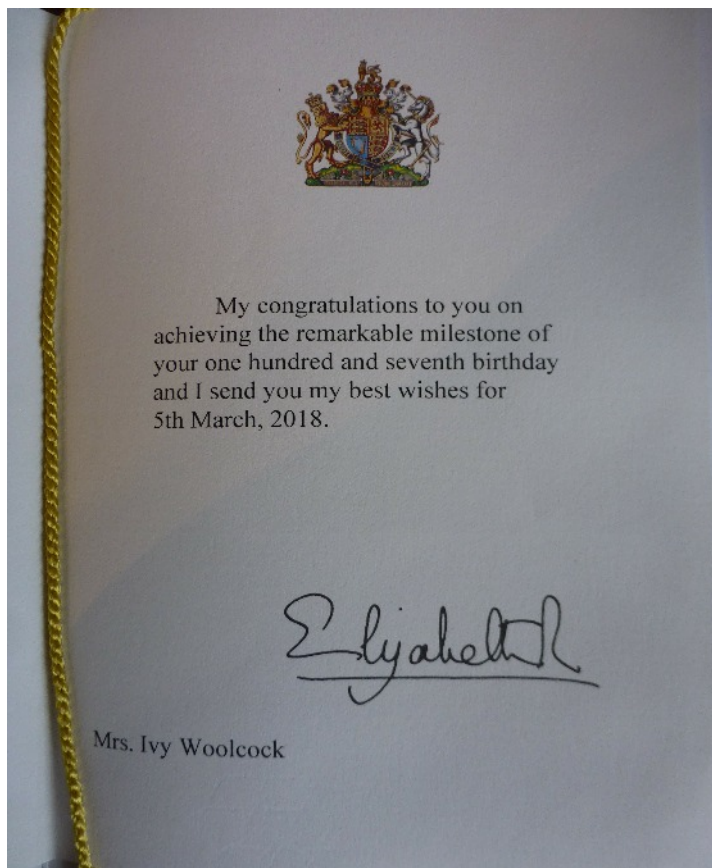 My congratulations to you on
achieving the remarkable milestone of
your one hundred and seventh birthday
and I send you my best wishes for
5th March, 2018.
Elizabeth R
Mrs. Ivy Woolcock